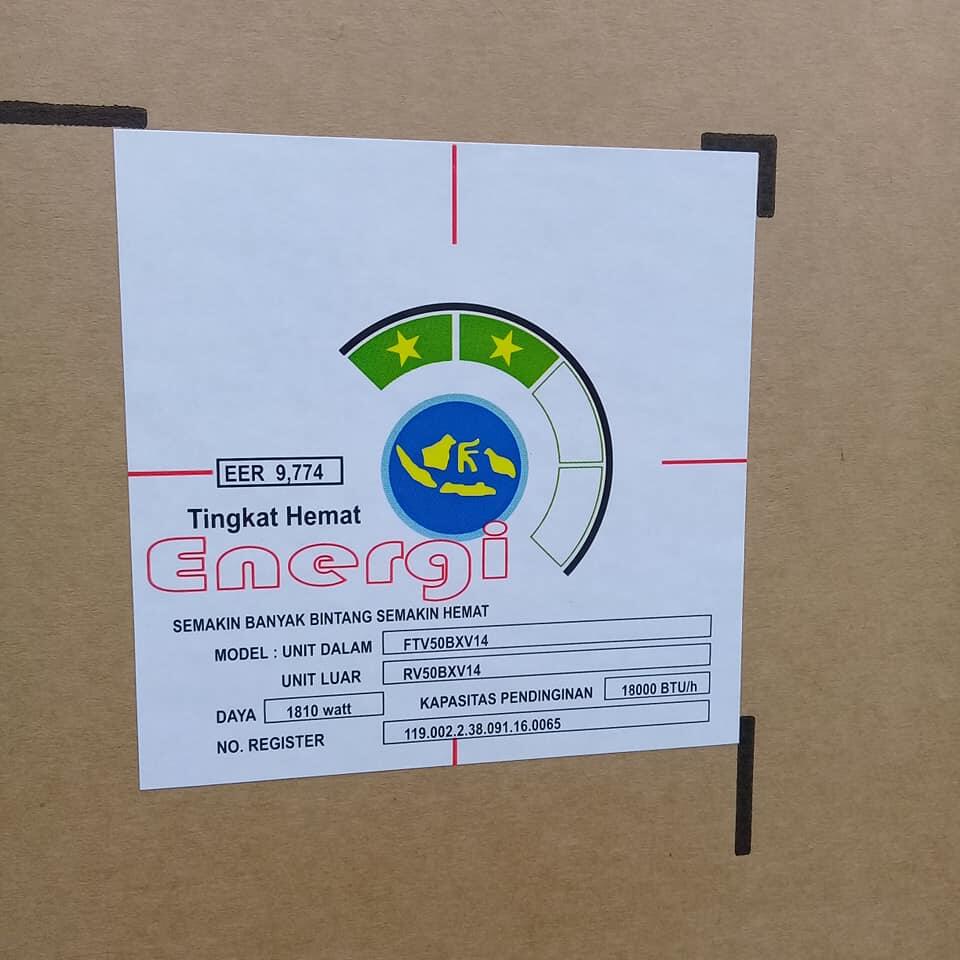 EER 9,774
Tingkat Hemat
Energi
SEMAKIN BANYAK BINTANG SEMAKIN HEMAT
MODEL : UNIT DALAM FTV50BXV14
UNIT LUAR RV50BXV14
DAYA 1810 watt KAPASITAS PENDINGINAN 18000 BTU/h
NO. REGISTER 119.002.2.38.091.16.0065